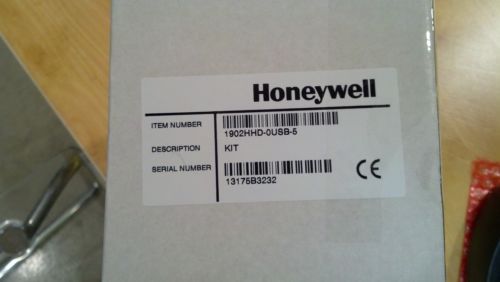 Honeywell
ITEM NUMBER
1902HHD-0USB-5
DESCRIPTION KIT
SERIAL NUMBER
13175B3232
CE